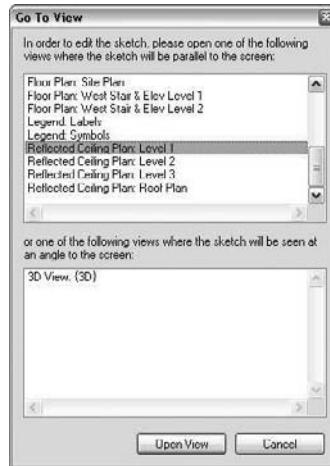 Go To View
In order to edit the sketch, please open one of the following
views where the sketch will be parallel to the screen:
Floor Plan: Site Plan
Floor Plan: West Stair & Elev Level 1
Floor Plan: West Stair & Elev Level 2
Legend: Labels
Legend: Symbols
Reflected Ceiling Plan: Level 1
Reflected Ceiling Plan: Level 2
Reflected Ceiling Plan: Level 3
Reflected Ceiling Plan: Roof Plan
or one of the following views where the sketch will be seen at
an angle to the screen:
3D View: {3D}
Open View
Cancel